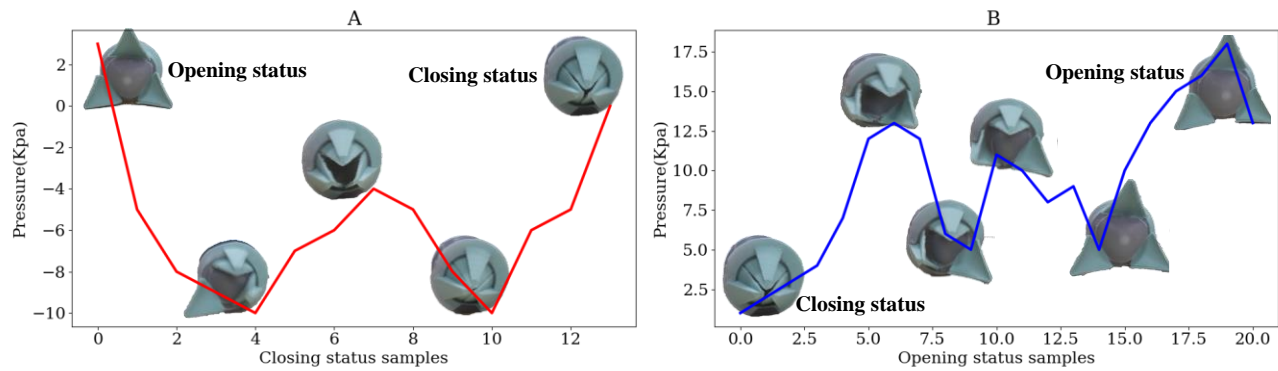 A
Pressure(Kpa)
2
0
−2
−4
−6
−8
−10
Opening status
Closing status
0 2 4 6 8 10 12
Closing status samples
B
Pressure(Kpa)
17.5
15.0
12.5
10.0
7.5
5.0
2.5
Opening status
Closing status
0.0 2.5 5.0 7.5 10.0 12.5 15.0 17.5 20.0
Opening status samples